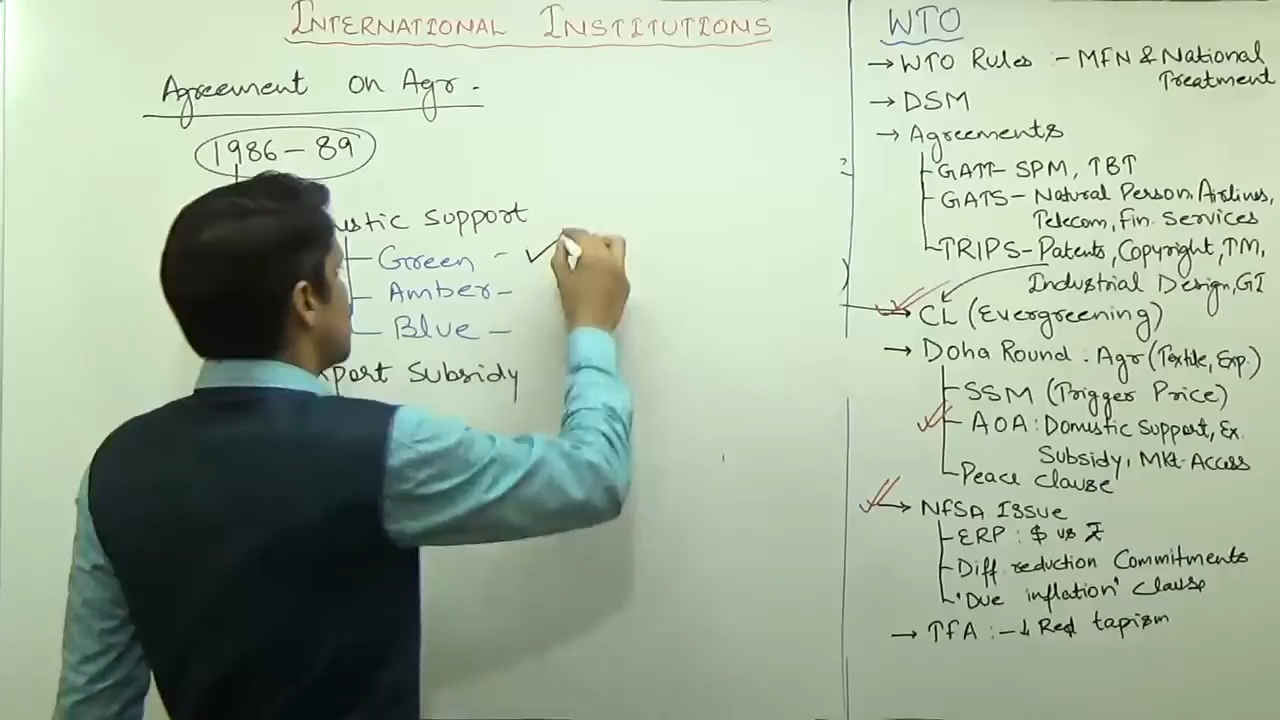 INTERNATIONAL INSTITUTIONS
Agreement on Agr.
1986-89
Support
Green - ✓
Amber-
Blue -
Subsidy
WTO
→ WTO Rules :- MFN & National
Treatment
→ DSM
→ Agreements
GATT- SPM, TBT
GATS- Natural Person, Airlines,
Telecom, Fin. Services
TRIPS- Patents, Copyright, TM,
Industrial Design, GI
CL (Evergreening)
→ Doha Round : Agr (Textile, Exp.)
SSM (Trigger Price)
AOA : Domestic Support, Ex.
Subsidy, Mkt-Access
Peace Clause
→ NFSA Issue
ERP : $ vs ₹
Diff reduction Commitments
'Due inflation' Clause
→ TFA :- ↓ Red tapism